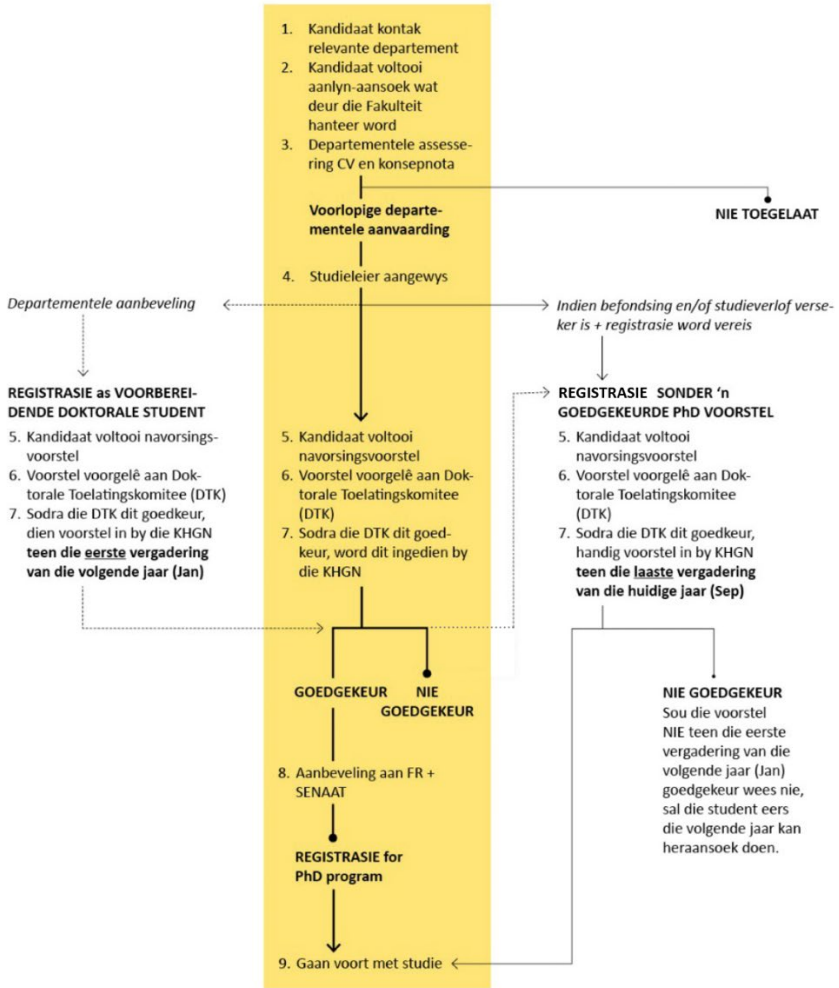 1. Kandidaat kontak
relevante departement
2. Kandidaat voltooi
aanlyn-aansoek wat
deur die Fakulteit
hanteer word
3. Departementele assesse-
ring CV en konsepnota
NIE TOEGELAAT
Voorlopige departe-
mentele aanvaarding
4. Studieleier aangewys
Departementele aanbeveling
Indien befondsing en/of studieverlof verse-
ker is + registrasie word vereis
REGISTRASIE as VOORBEREI-
DENDE DOKTORALE STUDENT
5. Kandidaat voltooi navorsings-
voorstel
6. Voorstel voorgelê aan Dok-
torale Toelatingskomitee (DTK)
7. Sodra die DTK dit goedkeur,
dien voorstel in by die KHGN
teen die eerste vergadering
van die volgende jaar (Jan)
5. Kandidaat voltooi
navorsingsvoorstel
6. Voorstel voorgelê aan Dok-
torale Toelatingskomitee
(DTK)
7. Sodra die DTK dit goed-
keur, word dit ingedien by
die KHGN
REGISTRASIE SONDER ‘n
GOEDGEKEURDE PhD VOORSTEL
5. Kandidaat voltooi
navorsingsvoorstel
6. Voorstel voorgelê aan Dok-
torale Toelatingskomitee (DTK)
7. Sodra die DTK dit goedkeur,
handig voorstel in by KHGN
teen die laaste vergadering
van die huidige jaar (Sep)
GOEDGEKEUR
NIE
GOEDGEKEUR
NIE GOEDGEKEUR
Sou die voorstel
NIE teen die eerste
vergadering van die
volgende jaar (Jan)
goedgekeur wees nie,
sal die student eers
die volgende jaar kan
heraansoek doen.
8. Aanbeveling aan FR +
SENAAT
REGISTRASIE for
PhD program
9. Gaan voort met studie